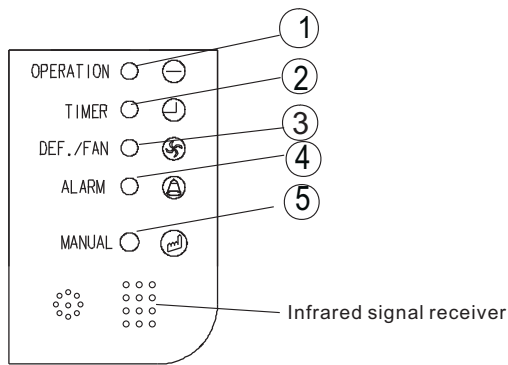 1
OPERATION
2
TIMER
3
DEF./FAN
4
ALARM
5
MANUAL
Infrared signal receiver